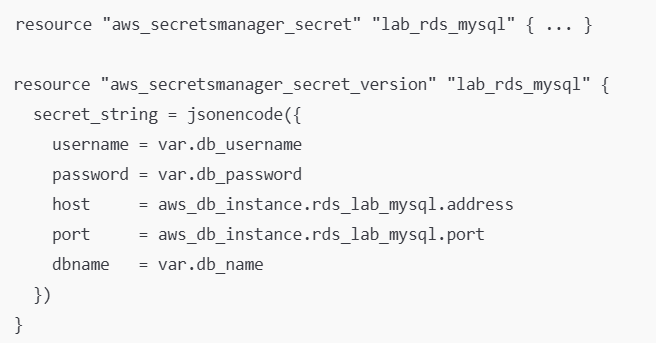 resource "aws_secretsmanager_secret" "lab_rds_mysql" { ... }

resource "aws_secretsmanager_secret_version" "lab_rds_mysql" {
  secret_string = jsonencode({
    username = var.db_username
    password = var.db_password
    host     = aws_db_instance.rds_lab_mysql.address
    port     = aws_db_instance.rds_lab_mysql.port
    dbname   = var.db_name
  })
}